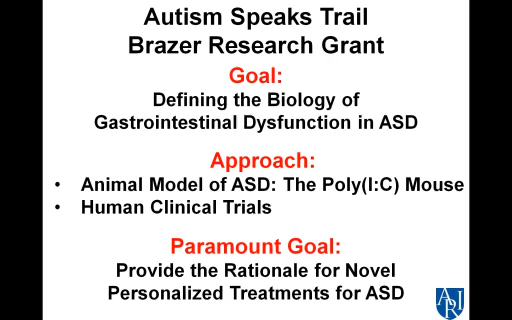 Autism Speaks Trail
Brazer Research Grant
Goal:
Defining the Biology of
Gastrointestinal Dysfunction in ASD
Approach:
• Animal Model of ASD: The Poly(I:C) Mouse
• Human Clinical Trials
Paramount Goal:
Provide the Rationale for Novel
Personalized Treatments for ASD